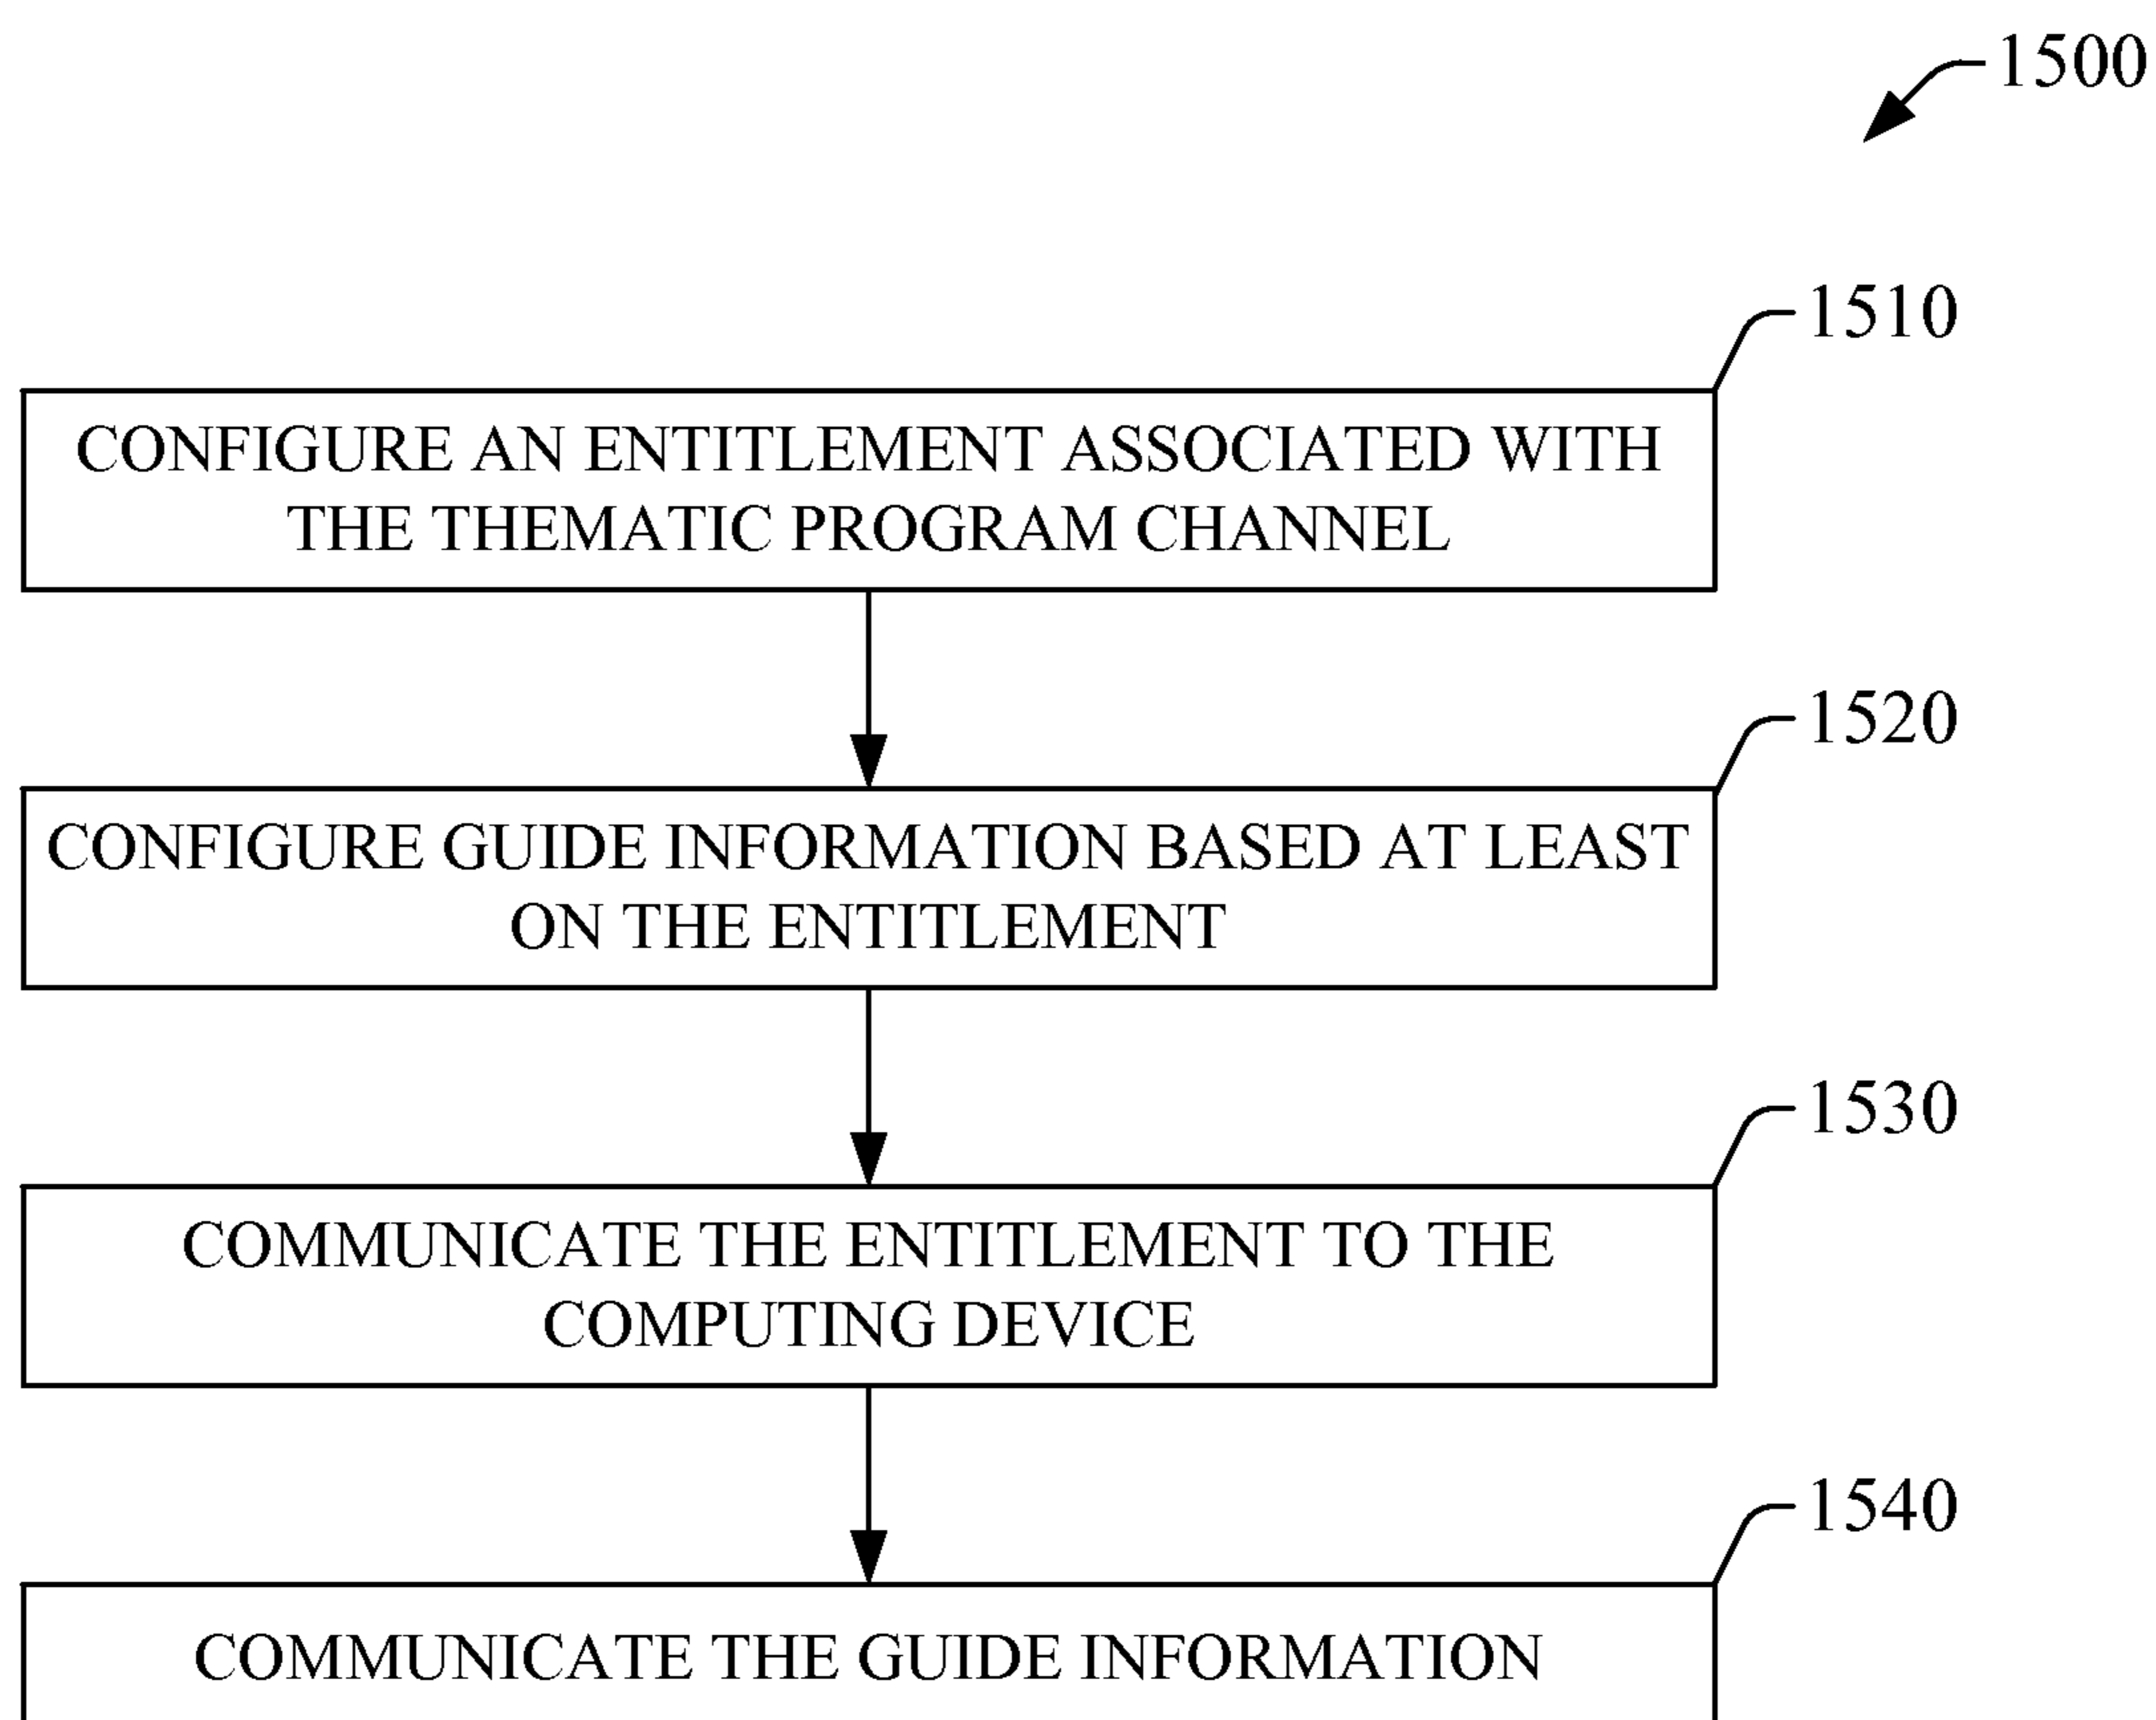 1500
1510
CONFIGURE AN ENTITLEMENT ASSOCIATED WITH
THE THEMATIC PROGRAM CHANNEL
1520
CONFIGURE GUIDE INFORMATION BASED AT LEAST
ON THE ENTITLEMENT
1530
COMMUNICATE THE ENTITLEMENT TO THE
COMPUTING DEVICE
1540
COMMUNICATE THE GUIDE INFORMATION